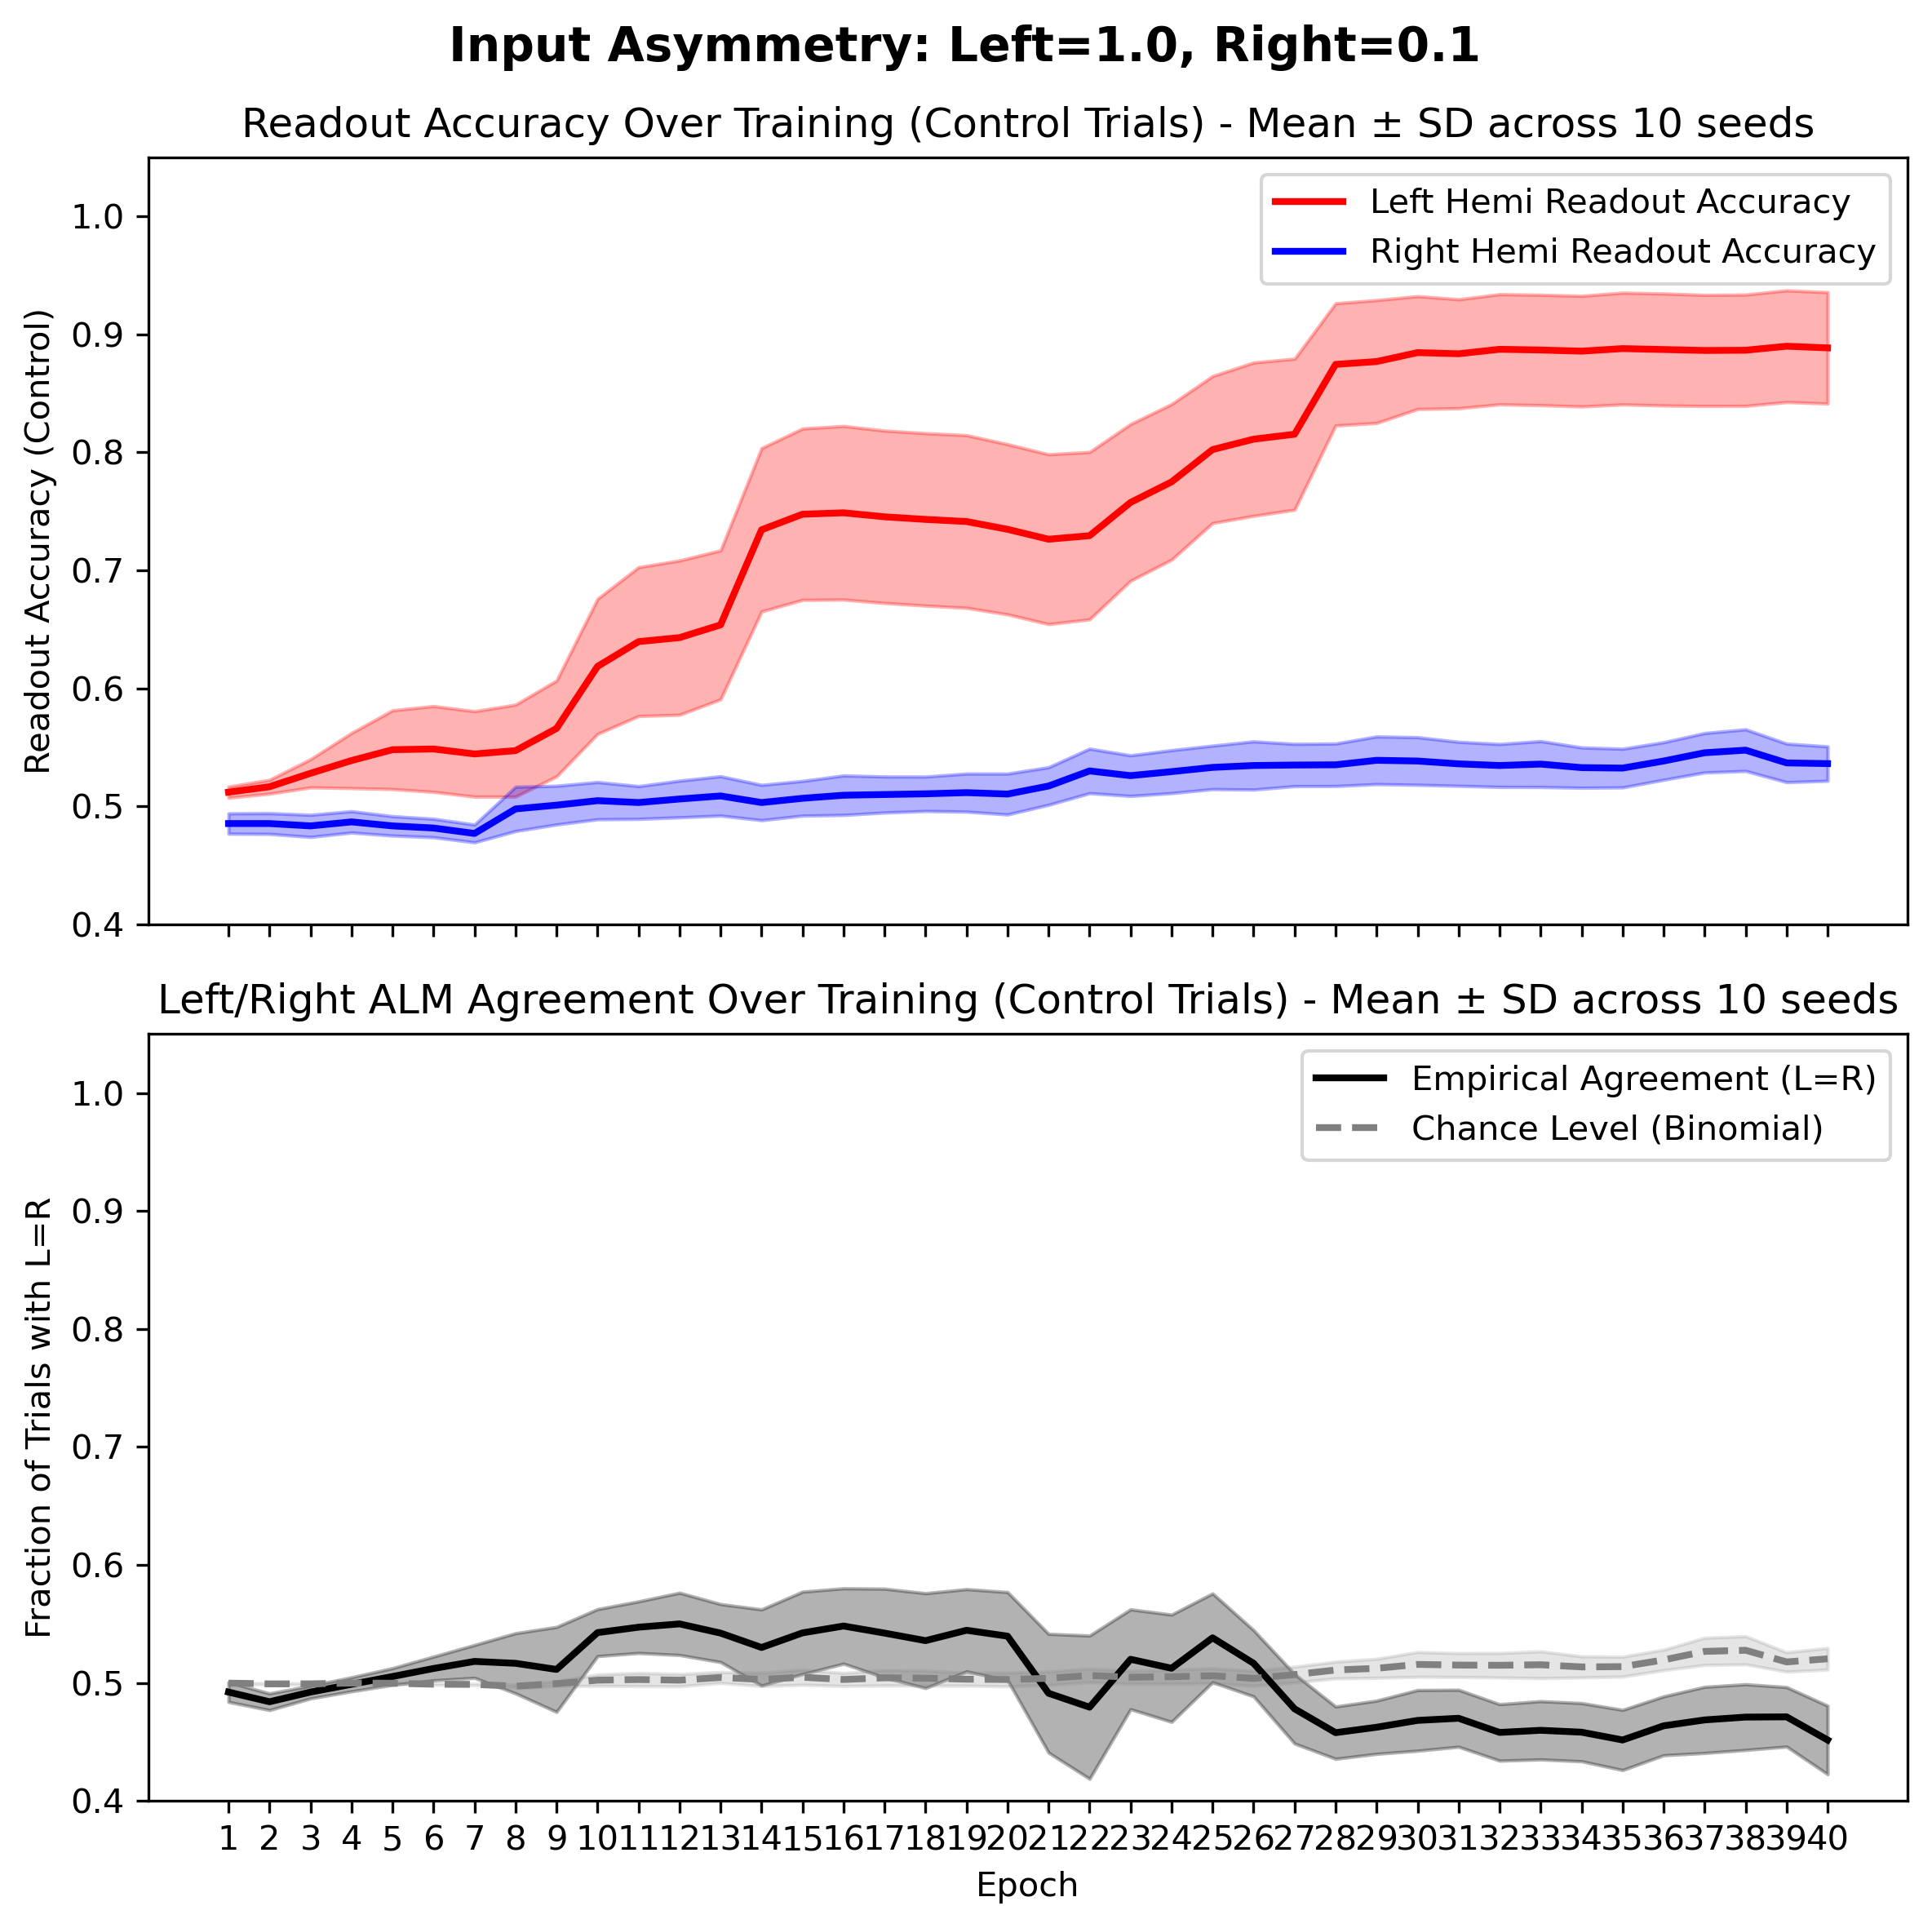 Input Asymmetry: Left=1.0, Right=0.1
Readout Accuracy Over Training (Control Trials) - Mean ± SD across 10 seeds
Left Hemi Readout Accuracy
Right Hemi Readout Accuracy
Readout Accuracy (Control)
1.0
0.9
0.8
0.7
0.6
0.5
0.4
Left/Right ALM Agreement Over Training (Control Trials) - Mean ± SD across 10 seeds
Empirical Agreement (L=R)
Chance Level (Binomial)
Fraction of Trials with L=R
1.0
0.9
0.8
0.7
0.6
0.5
0.4
1 2 3 4 5 6 7 8 9 10 11 12 13 14 15 16 17 18 19 20 21 22 23 24 25 26 27 28 29 30 31 32 33 34 35 36 37 38 39 40
Epoch